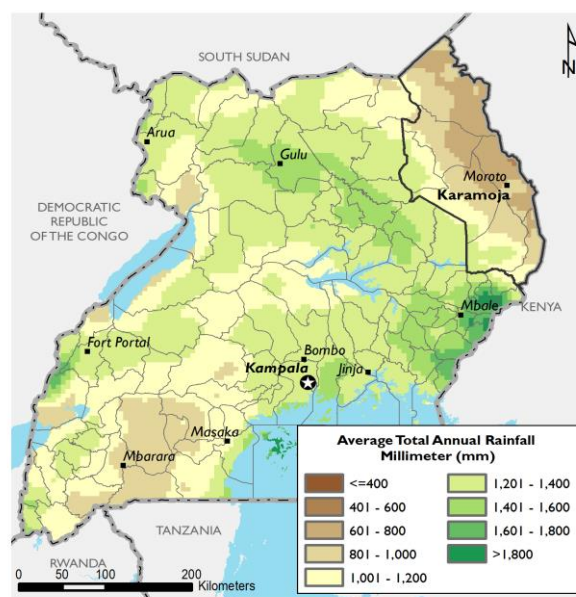 SOUTH SUDAN
N
Arua
Gulu
Moroto
Karamoja
DEMOCRATIC
REPUBLIC
OF THE CONGO
Mbale
KENYA
Fort Portal
Bombo
Kampala
Jinja
Masaka
Mbarara
TANZANIA
RWANDA
Average Total Annual Rainfall
Millimeter (mm)
<=400
401 - 600
601 - 800
801 - 1,000
1,001 - 1,200
1,201 - 1,400
1,401 - 1,600
1,601 - 1,800
>1,800
0 50 100 200
Kilometers